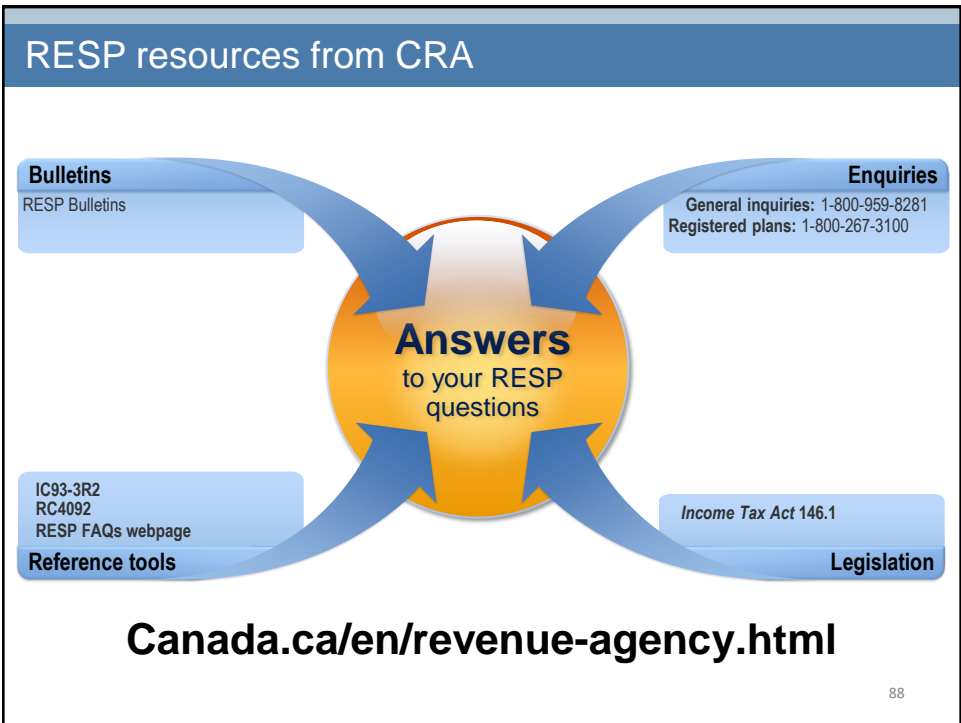 RESP resources from CRA
Bulletins
RESP Bulletins
Enquiries
General inquiries: 1-800-959-8281
Registered plans: 1-800-267-3100
Answers
to your RESP
questions
IC93-3R2
RC4092
RESP FAQs webpage
Reference tools
Income Tax Act 146.1
Legislation
Canada.ca/en/revenue-agency.html
88